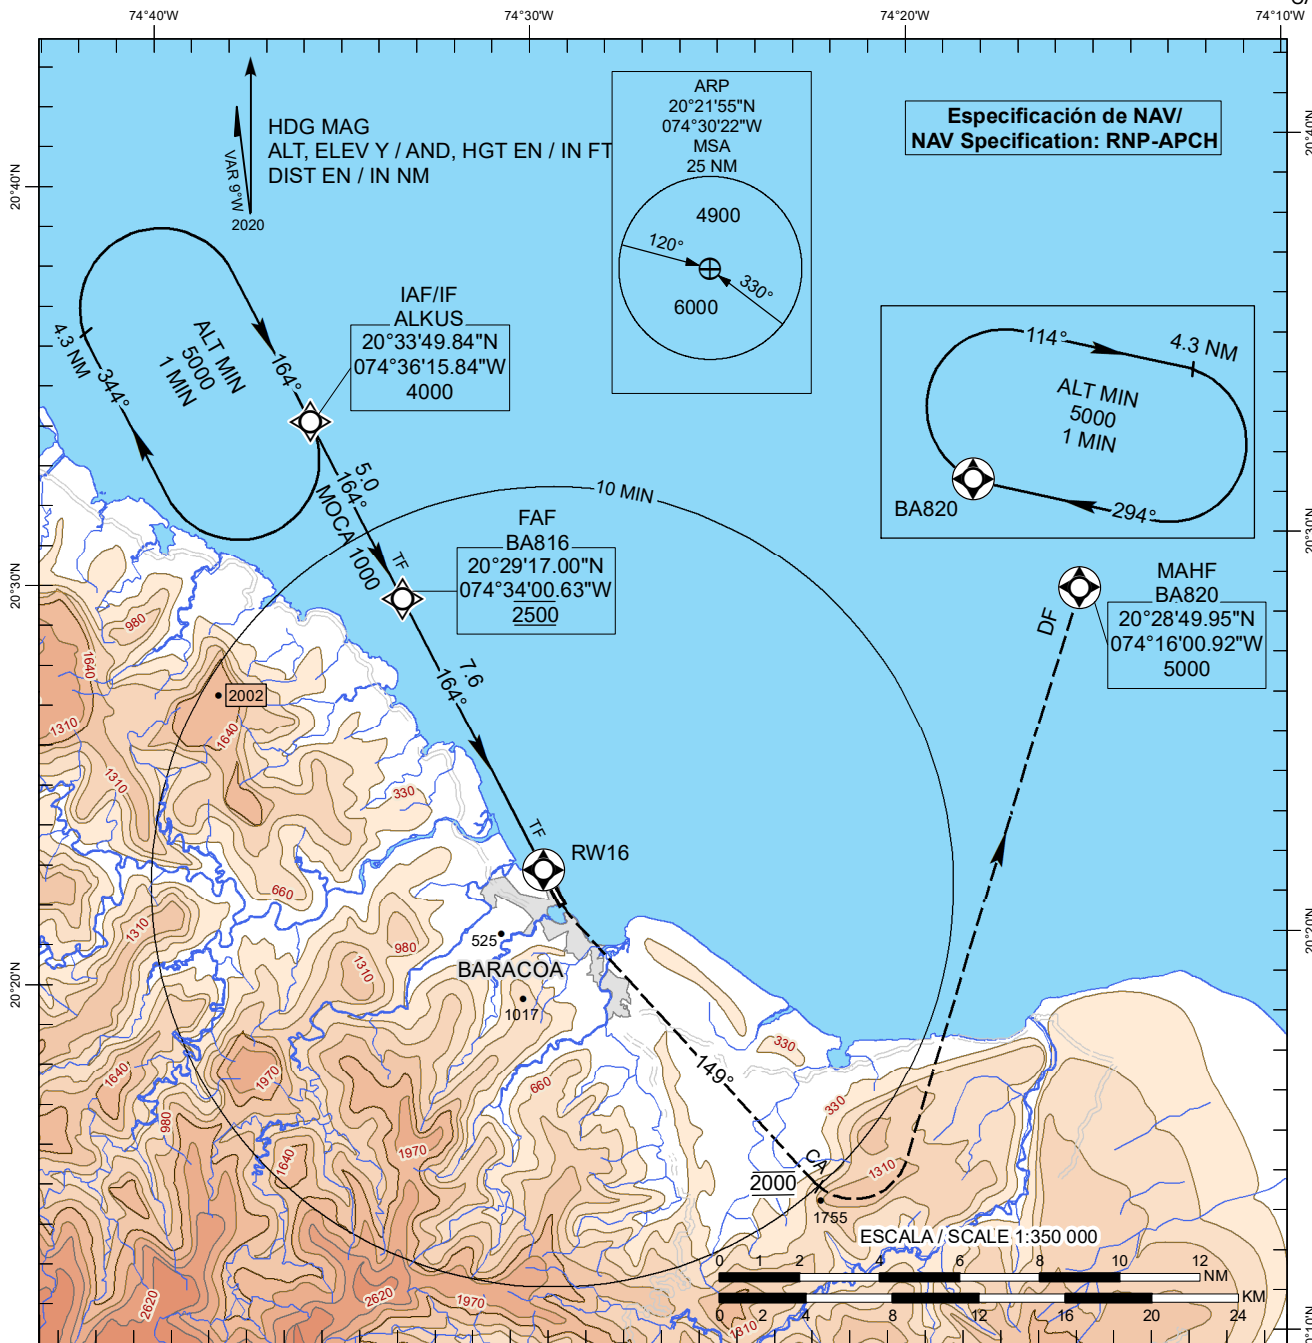 74°40'W
74°30'W
74°20'W
74°10'W
20°40'N
20°30'N
20°20'N
20°40'N
20°30'N
20°20'N
VAR 9°W
2020
HDG MAG
ALT, ELEV Y / AND, HGT EN / IN FT
DIST EN / IN NM
ARP
20°21'55"N
074°30'22"W
MSA
25 NM
4900
120°
330°
6000
Especificación de NAV/
NAV Specification: RNP-APCH
IAF/IF
ALKUS
20°33'49.84"N
074°36'15.84"W
4000
ALT MIN
5000
1 MIN
4.3 NM
344°
164°
5.0
164°
MOCA 1000
TF
10 MIN
FAF
BA816
20°29'17.00"N
074°34'00.63"W
2500
7.6
164°
TF
RW16
114°
4.3 NM
ALT MIN
5000
1 MIN
BA820
294°
MAHF
BA820
20°28'49.95"N
074°16'00.92"W
5000
DF
980
1640
2002
1310
1640
1310
330
660
1310
980
1310
525
BARACOA
1017
330
149°
1640
1970
980
660
330
1970
1640
CA
1310
2000
1755
2620
2620
1970
1310
ESCALA / SCALE 1:350 000
0 1 2 4 6 8 10 12
NM
0 2 4 8 12 16 20 24
KM